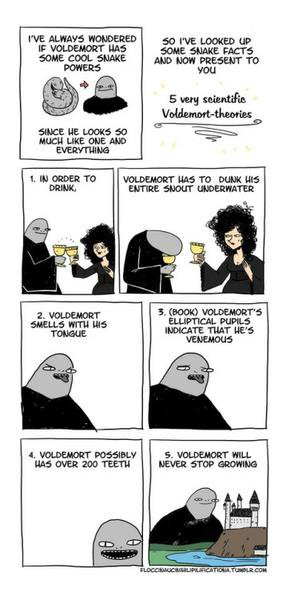 I'VE ALWAYS WONDERED
IF VOLDEMORT HAS
SOME COOL SNAKE
POWERS
SINCE HE LOOKS SO
MUCH LIKE ONE AND
EVERYTHING
SO I'VE LOOKED UP
SOME SNAKE FACTS
AND NOW PRESENT TO
YOU
5 very scientific
Voldemort-theories
1. IN ORDER TO
DRINK,
VOLDEMORT HAS TO DUNK HIS
ENTIRE SNOUT UNDERWATER
2. VOLDEMORT
SMELLS WITH HIS
TONGUE
3. (BOOK) VOLDEMORT'S
ELLIPTICAL PUPILS
INDICATE THAT HE'S
VENEMOUS
4. VOLDEMORT POSSIBLY
HAS OVER 200 TEETH
5. VOLDEMORT WILL
NEVER STOP GROWING
FLOCCINAUCINIHILIPILIFICATIONA.TUMBLR.COM